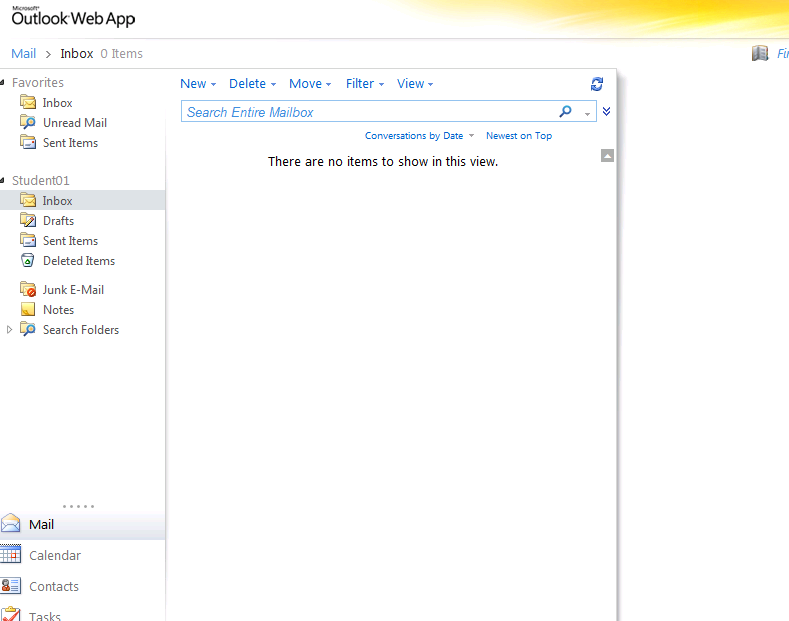 Microsoft®
Outlook Web App
Mail > Inbox 0 Items
Favorites
Inbox
Unread Mail
Sent Items
Student01
Inbox
Drafts
Sent Items
Deleted Items
Junk E-Mail
Notes
Search Folders
Mail
Calendar
Contacts
Tasks
New Delete Move Filter View
Search Entire Mailbox
Conversations by Date Newest on Top
There are no items to show in this view.